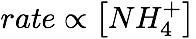 rate ∝ [NH₄⁺]